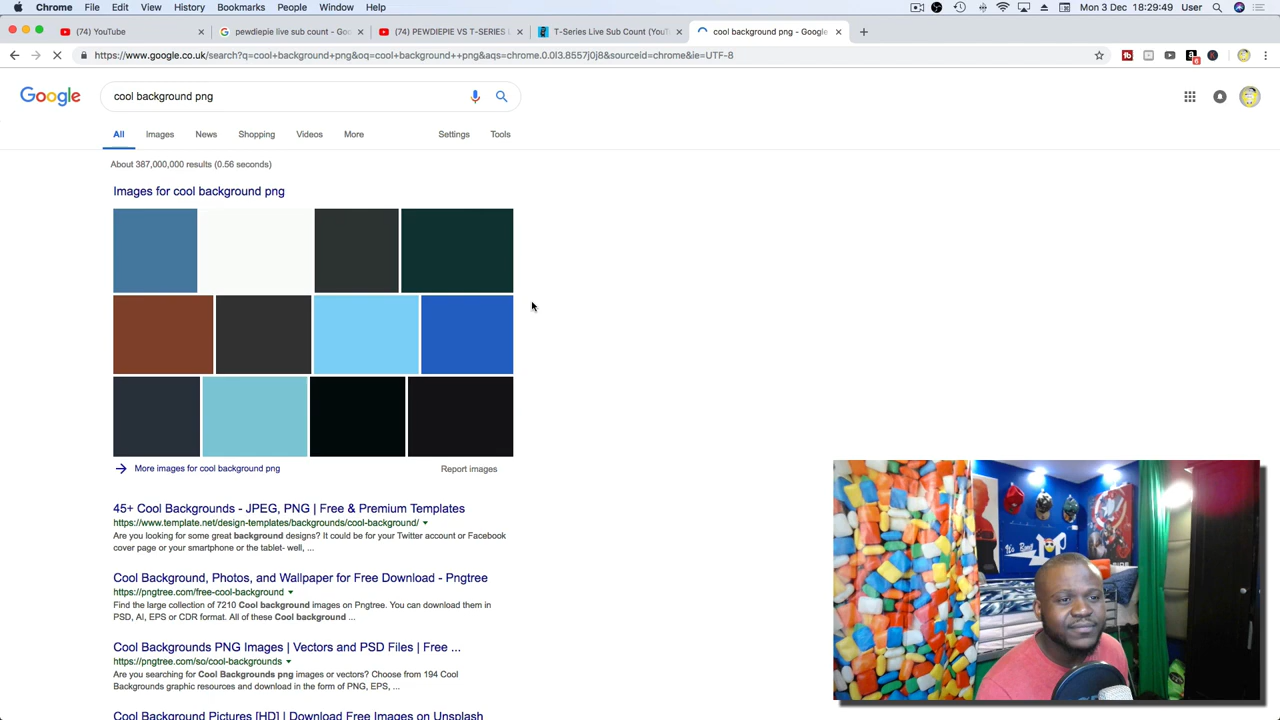 Chrome File Edit View History Bookmarks People Window Help
Mon 3 Dec 18:29:49 User
(74) YouTube
pewdiepie live sub count - Goo
(74) PEWDIEPIE VS T-SERIES L
T-Series Live Sub Count (YouT
cool background png - Google
https://www.google.co.uk/search?q=cool+background+png&oq=cool+background++png&aqs=chrome.0.0l3.8557j0j8&sourceid=chrome&ie=UTF-8
6
Google
cool background png
All Images News Shopping Videos More Settings Tools
About 387,000,000 results (0.56 seconds)
Images for cool background png
More images for cool background png
Report images
45+ Cool Backgrounds - JPEG, PNG | Free & Premium Templates
https://www.template.net/design-templates/backgrounds/cool-background/
Are you looking for some great background designs? It could be for your Twitter account or Facebook
cover page or your smartphone or the tablet- well, ...
Cool Background, Photos, and Wallpaper for Free Download - Pngtree
https://pngtree.com/free-cool-background
Find the large collection of 7210 Cool background images on Pngtree. You can download them in
PSD, AI, EPS or CDR format. All of these Cool background ...
Cool Backgrounds PNG Images | Vectors and PSD Files | Free ...
https://pngtree.com/so/cool-backgrounds
Are you searching for Cool Backgrounds png images or vectors? Choose from 194 Cool
Backgrounds graphic resources and download in the form of PNG, EPS, ...
Cool Background Pictures [HD] | Download Free Images on Unsplash